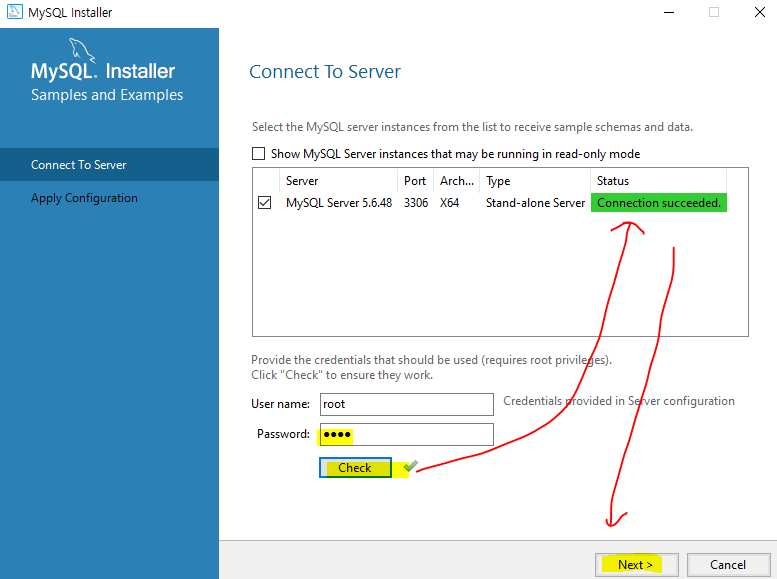 MySQL Installer
MySQL. Installer
Samples and Examples
Connect To Server
Apply Configuration
Connect To Server
Select the MySQL server instances from the list to receive sample schemas and data.
Show MySQL Server instances that may be running in read-only mode
Server Port Arch... Type Status
MySQL Server 5.6.48 3306 X64 Stand-alone Server Connection succeeded.
Provide the credentials that should be used (requires root privileges).
Click "Check" to ensure they work.
User name: root Credentials provided in Server configuration
Password: ●●●●
Check
Next > Cancel